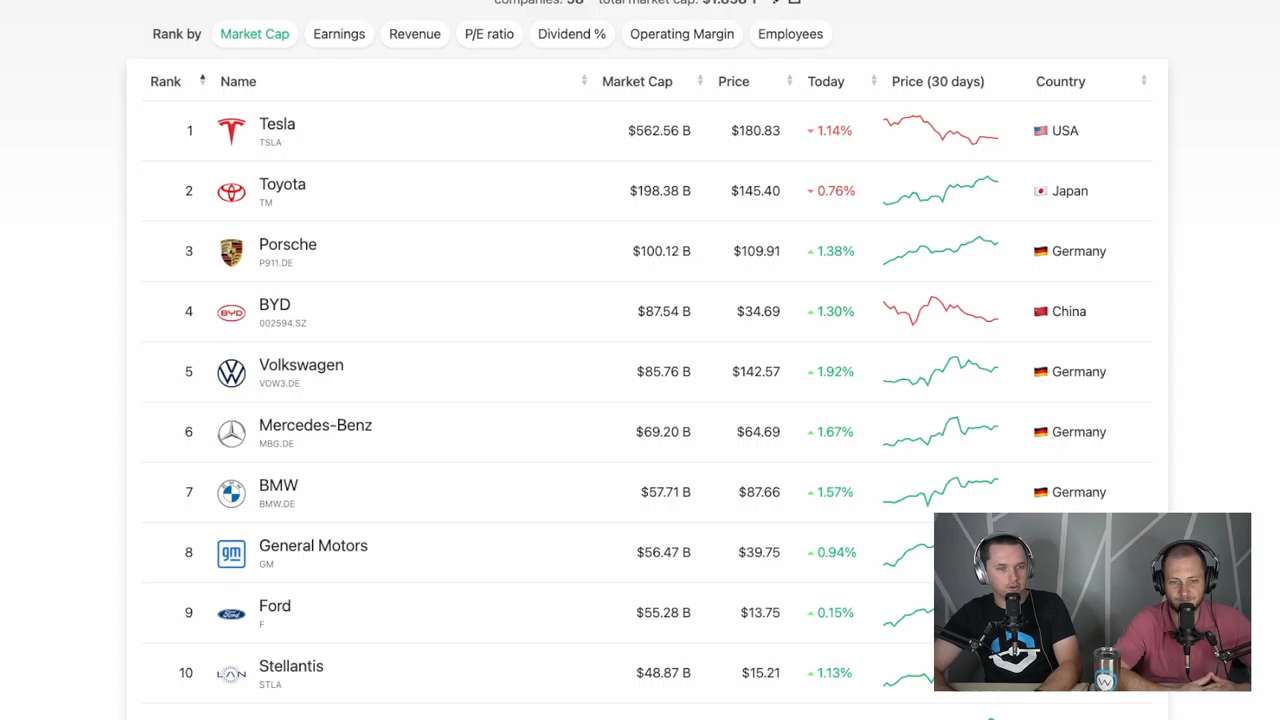 Rank by Market Cap Earnings Revenue P/E ratio Dividend % Operating Margin Employees
Rank Name Market Cap Price Today Price (30 days) Country
1 Tesla $562.56 B $180.83 1.14% USA
TSLA
2 Toyota $198.38 B $145.40 0.76% Japan
TM
3 Porsche $100.12 B $109.91 1.38% Germany
P911.DE
4 BYD BYD $87.54 B $34.69 1.30% China
002594.SZ
5 Volkswagen $85.76 B $142.57 1.92% Germany
VOW3.DE
6 Mercedes-Benz $69.20 B $64.69 1.67% Germany
MBG.DE
7 BMW $57.71 B $87.66 1.57% Germany
BMW.DE
8 gm General Motors $56.47 B $39.75 0.94%
GM
9 Ford Ford $55.28 B $13.75 0.15%
F
10 Stellantis $48.87 B $15.21 1.13%
STLA